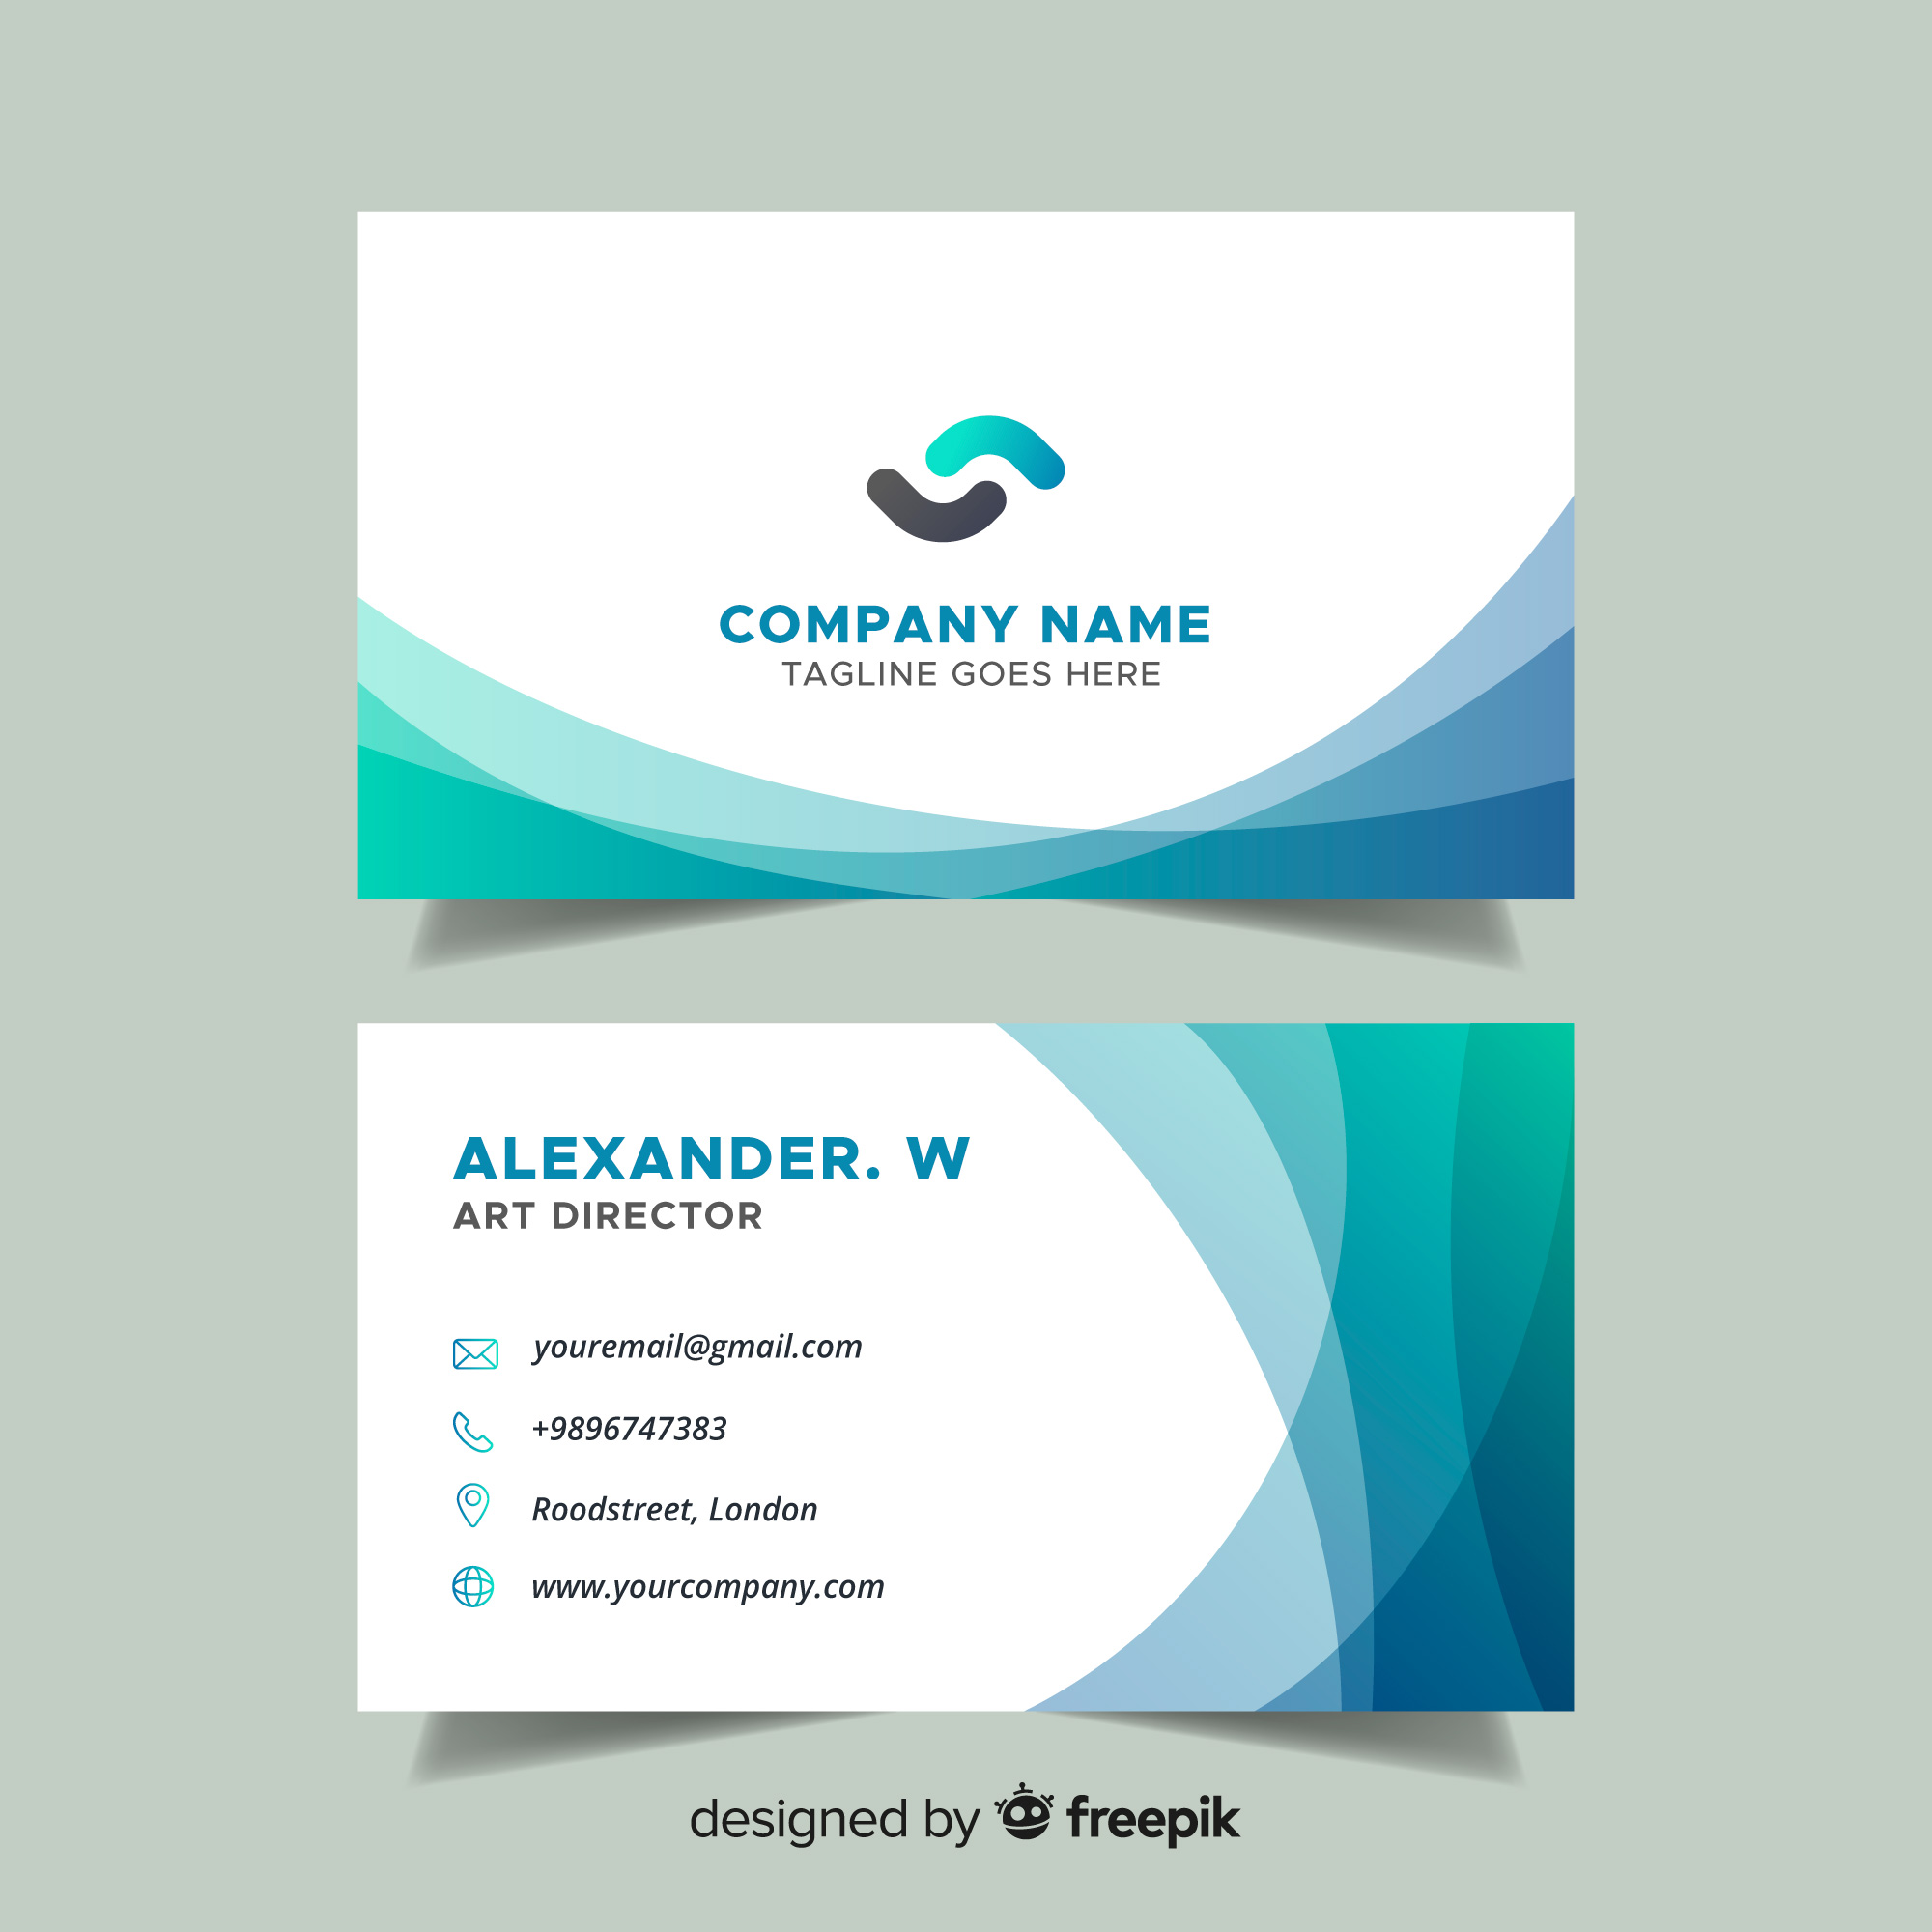 COMPANY NAME
TAGLINE GOES HERE
ALEXANDER. W
ART DIRECTOR
youremail@gmail.com
+9896747383
Roodstreet, London
www.yourcompany.com
designed by freepik